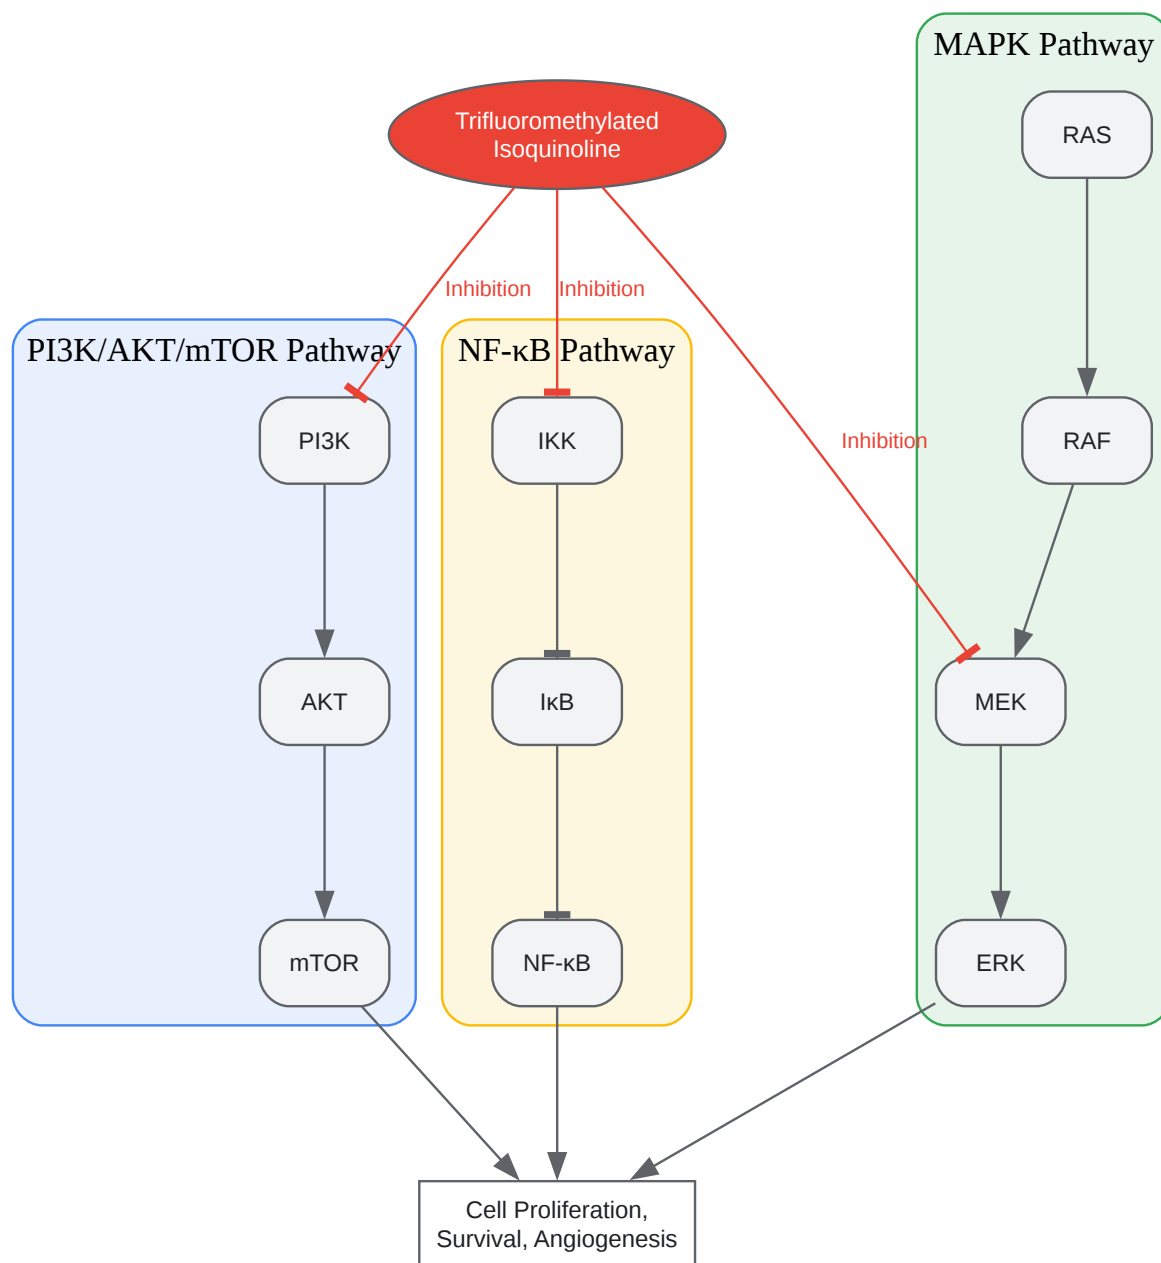 MAPK Pathway
Trifluoromethylated
Isoquinoline
RAS
Inhibition
Inhibition
PI3K/AKT/mTOR Pathway
NF-κB Pathway
PI3K
IKK
Inhibition
RAF
AKT
IκB
MEK
mTOR
NF-κB
ERK
Cell Proliferation,
Survival, Angiogenesis